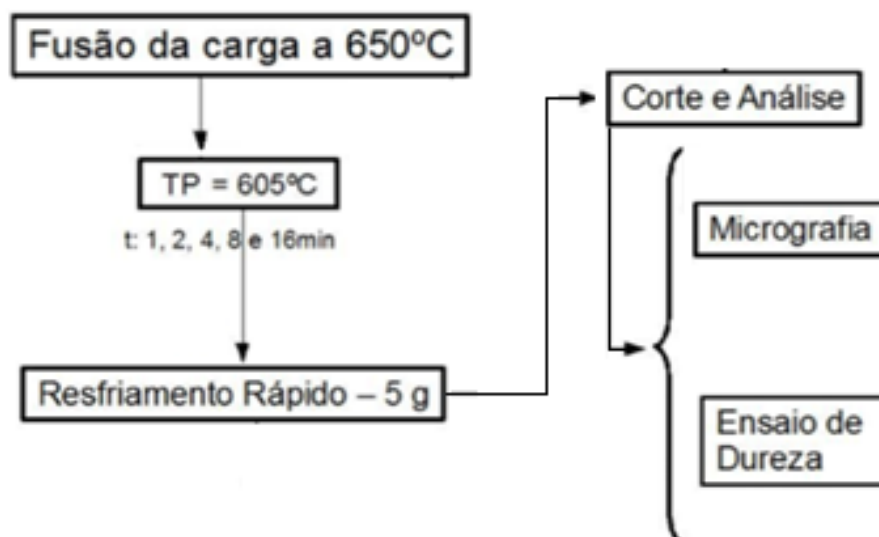 Fusão da carga a 650ºC
TP = 605ºC
t: 1, 2, 4, 8 e 16min
Resfriamento Rápido – 5 g
Corte e Análise
Micrografia
Ensaio de
Dureza